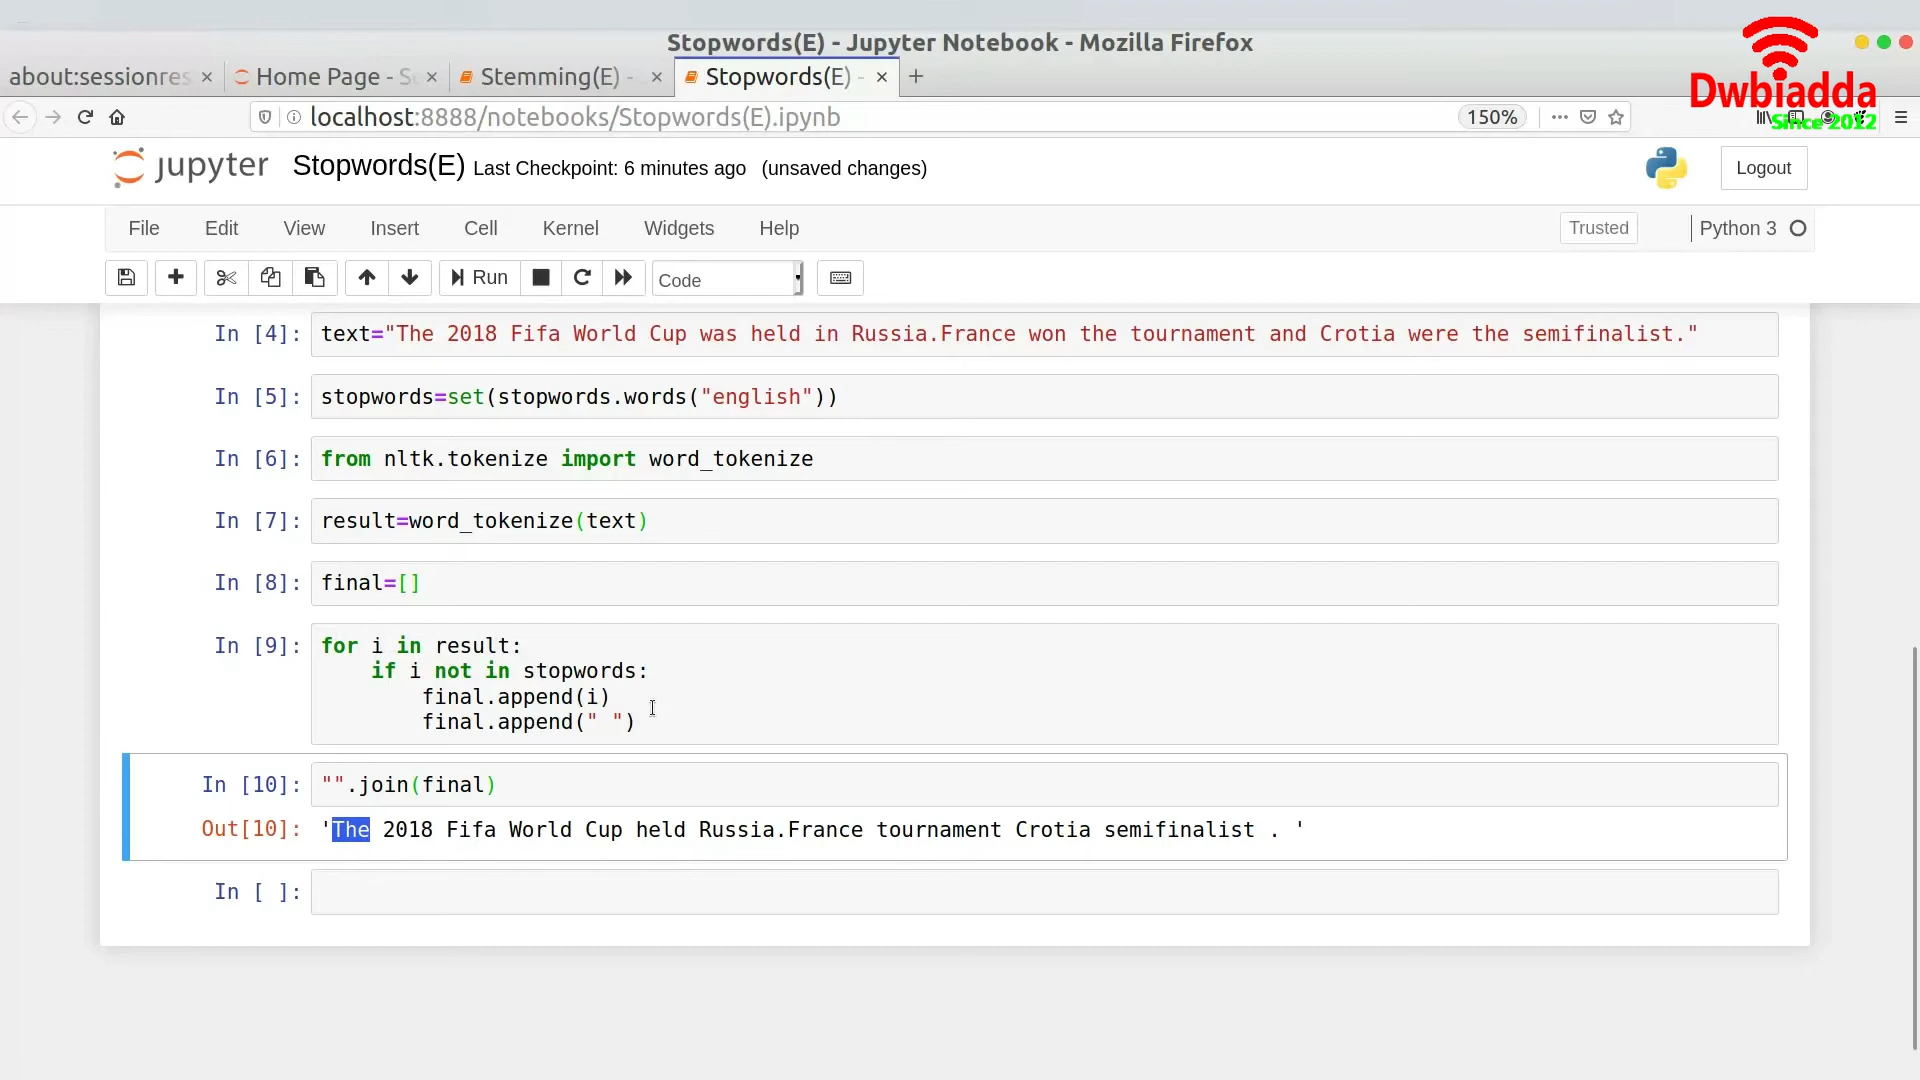 Stopwords(E) - Jupyter Notebook - Mozilla Firefox
about:sessionres × Home Page - S × Stemming(E) - × Stopwords(E) - × +
localhost:8888/notebooks/Stopwords(E).ipynb 150%
Dwbiadda
Since 2012
jupyter Stopwords(E) Last Checkpoint: 6 minutes ago (unsaved changes) Logout
File Edit View Insert Cell Kernel Widgets Help Trusted Python 3
Run Code
In [4]: text="The 2018 Fifa World Cup was held in Russia.France won the tournament and Crotia were the semifinalist."
In [5]: stopwords=set(stopwords.words("english"))
In [6]: from nltk.tokenize import word_tokenize
In [7]: result=word_tokenize(text)
In [8]: final=[]
In [9]: for i in result:
if i not in stopwords:
final.append(i)
final.append(" ")
In [10]: "".join(final)
Out[10]: 'The 2018 Fifa World Cup held Russia.France tournament Crotia semifinalist . '
In [ ]: